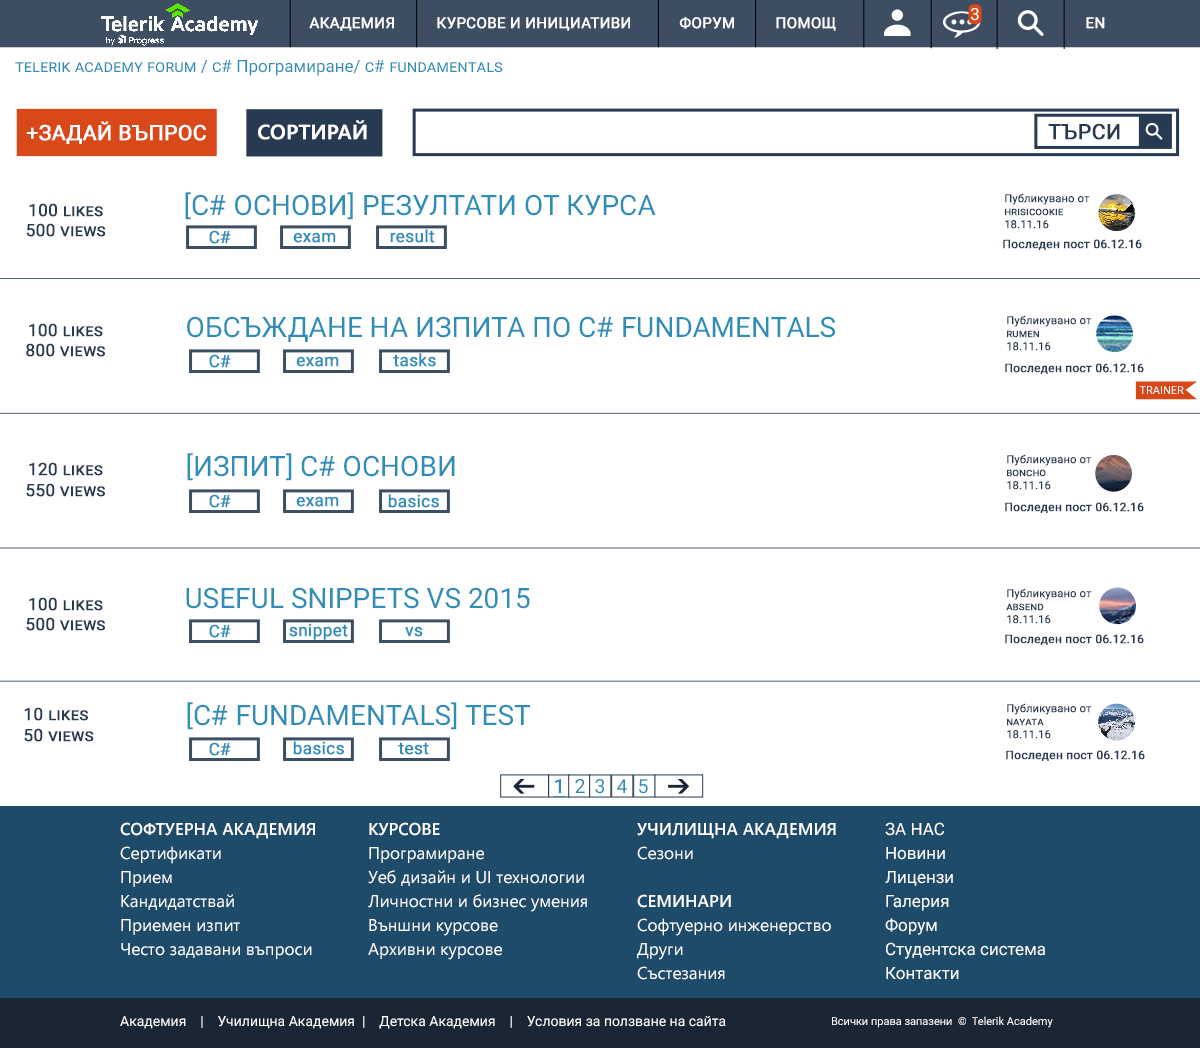 Telerik Academy
by Progress
АКАДЕМИЯ
КУРСОВЕ И ИНИЦИАТИВИ
ФОРУМ
ПОМОЩ
3
EN
TELERIK ACADEMY FORUM / C# Програмиране/ C# FUNDAMENTALS
+ЗАДАЙ ВЪПРОС
СОРТИРАЙ
ТЪРСИ
100 LIKES
500 VIEWS
[C# ОСНОВИ] РЕЗУЛТАТИ ОТ КУРСА
C# exam result
Публикувано от
HRISICOOKIE
18.11.16
Последен пост 06.12.16
100 LIKES
800 VIEWS
ОБСЪЖДАНЕ НА ИЗПИТА ПО C# FUNDAMENTALS
C# exam tasks
Публикувано от
RUMEN
18.11.16
Последен пост 06.12.16
TRAINER
120 LIKES
550 VIEWS
[ИЗПИТ] C# ОСНОВИ
C# exam basics
Публикувано от
BONCHO
18.11.16
Последен пост 06.12.16
100 LIKES
500 VIEWS
USEFUL SNIPPETS VS 2015
C# snippet vs
Публикувано от
ABSEND
18.11.16
Последен пост 06.12.16
10 LIKES
50 VIEWS
[C# FUNDAMENTALS] TEST
C# basics test
Публикувано от
NAYATA
18.11.16
Последен пост 06.12.16
← 1 2 3 4 5 →
СОФТУЕРНА АКАДЕМИЯ
Сертификати
Прием
Кандидатствай
Приемен изпит
Често задавани въпроси
КУРСОВЕ
Програмиране
Уеб дизайн и UI технологии
Личностни и бизнес умения
Външни курсове
Архивни курсове
УЧИЛИЩНА АКАДЕМИЯ
Сезони
СЕМИНАРИ
Софтуерно инженерство
Други
Състезания
ЗА НАС
Новини
Лицензи
Галерия
Форум
Студентска система
Контакти
Академия | Училищна Академия | Детска Академия | Условия за ползване на сайта
Всички права запазени © Telerik Academy